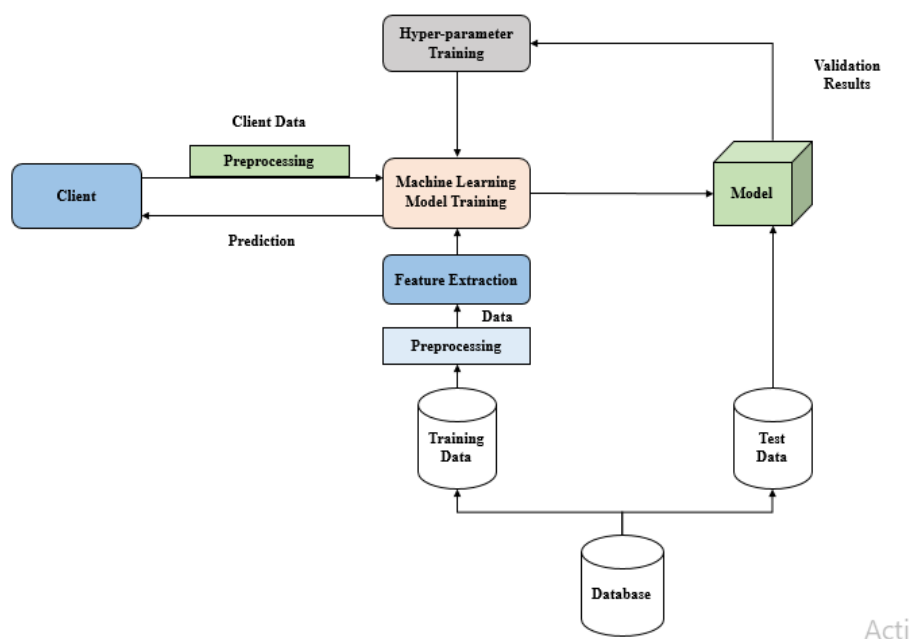 Hyper-parameter
Training
Validation
Results
Client Data
Preprocessing
Client
Machine Learning
Model Training
Model
Prediction
Feature Extraction
Data
Preprocessing
Training
Data
Test
Data
Database
Acti